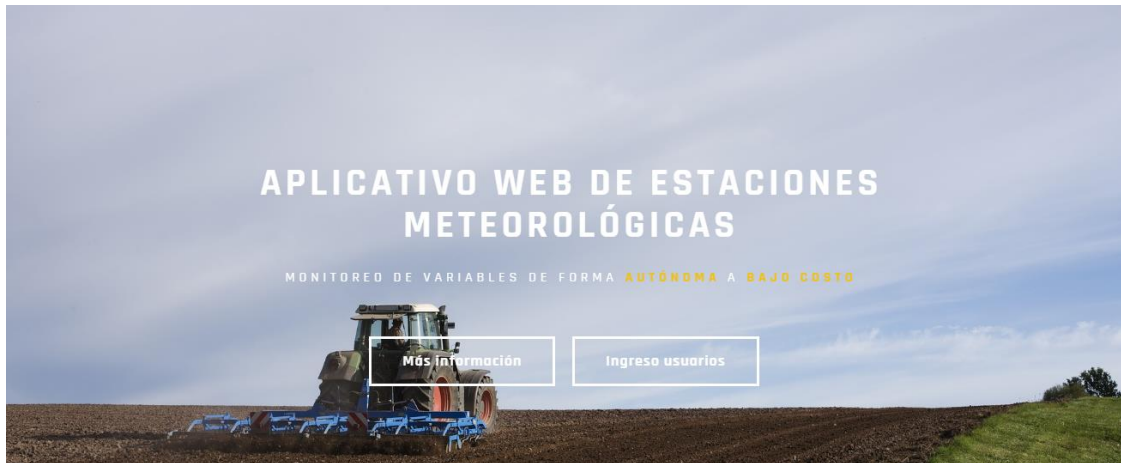 APLICATIVO WEB DE ESTACIONES
METEOROLÓGICAS
MONITOREO DE VARIABLES DE FORMA AUTÓNOMA A BAJO COSTO
Más información
Ingreso usuarios